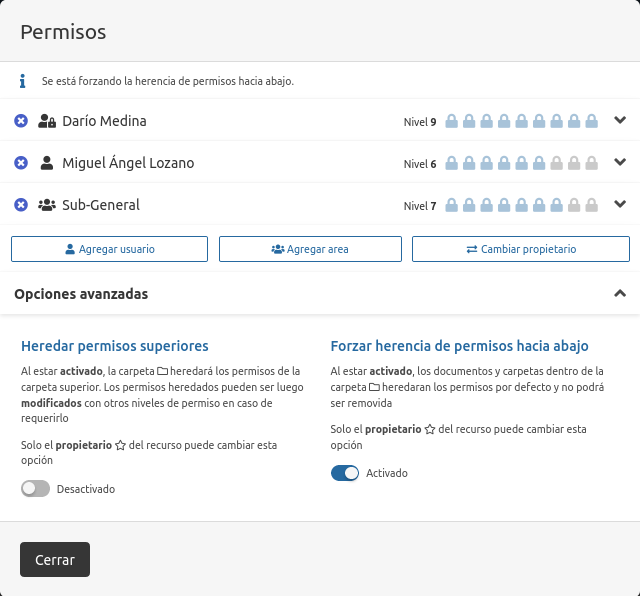 Permisos
Se está forzando la herencia de permisos hacia abajo.
Darío Medina Nivel 9
Miguel Ángel Lozano Nivel 6
Sub-General Nivel 7
Agregar usuario Agregar area Cambiar propietario
Opciones avanzadas
Heredar permisos superiores
Al estar activado, la carpeta heredará los permisos de la
carpeta superior. Los permisos heredados pueden ser luego
modificados con otros niveles de permiso en caso de
requerirlo
Solo el propietario del recurso puede cambiar esta
opción
Desactivado
Forzar herencia de permisos hacia abajo
Al estar activado, los documentos y carpetas dentro de la
carpeta heredaran los permisos por defecto y no podrá
ser removida
Solo el propietario del recurso puede cambiar esta
opción
Activado
Cerrar